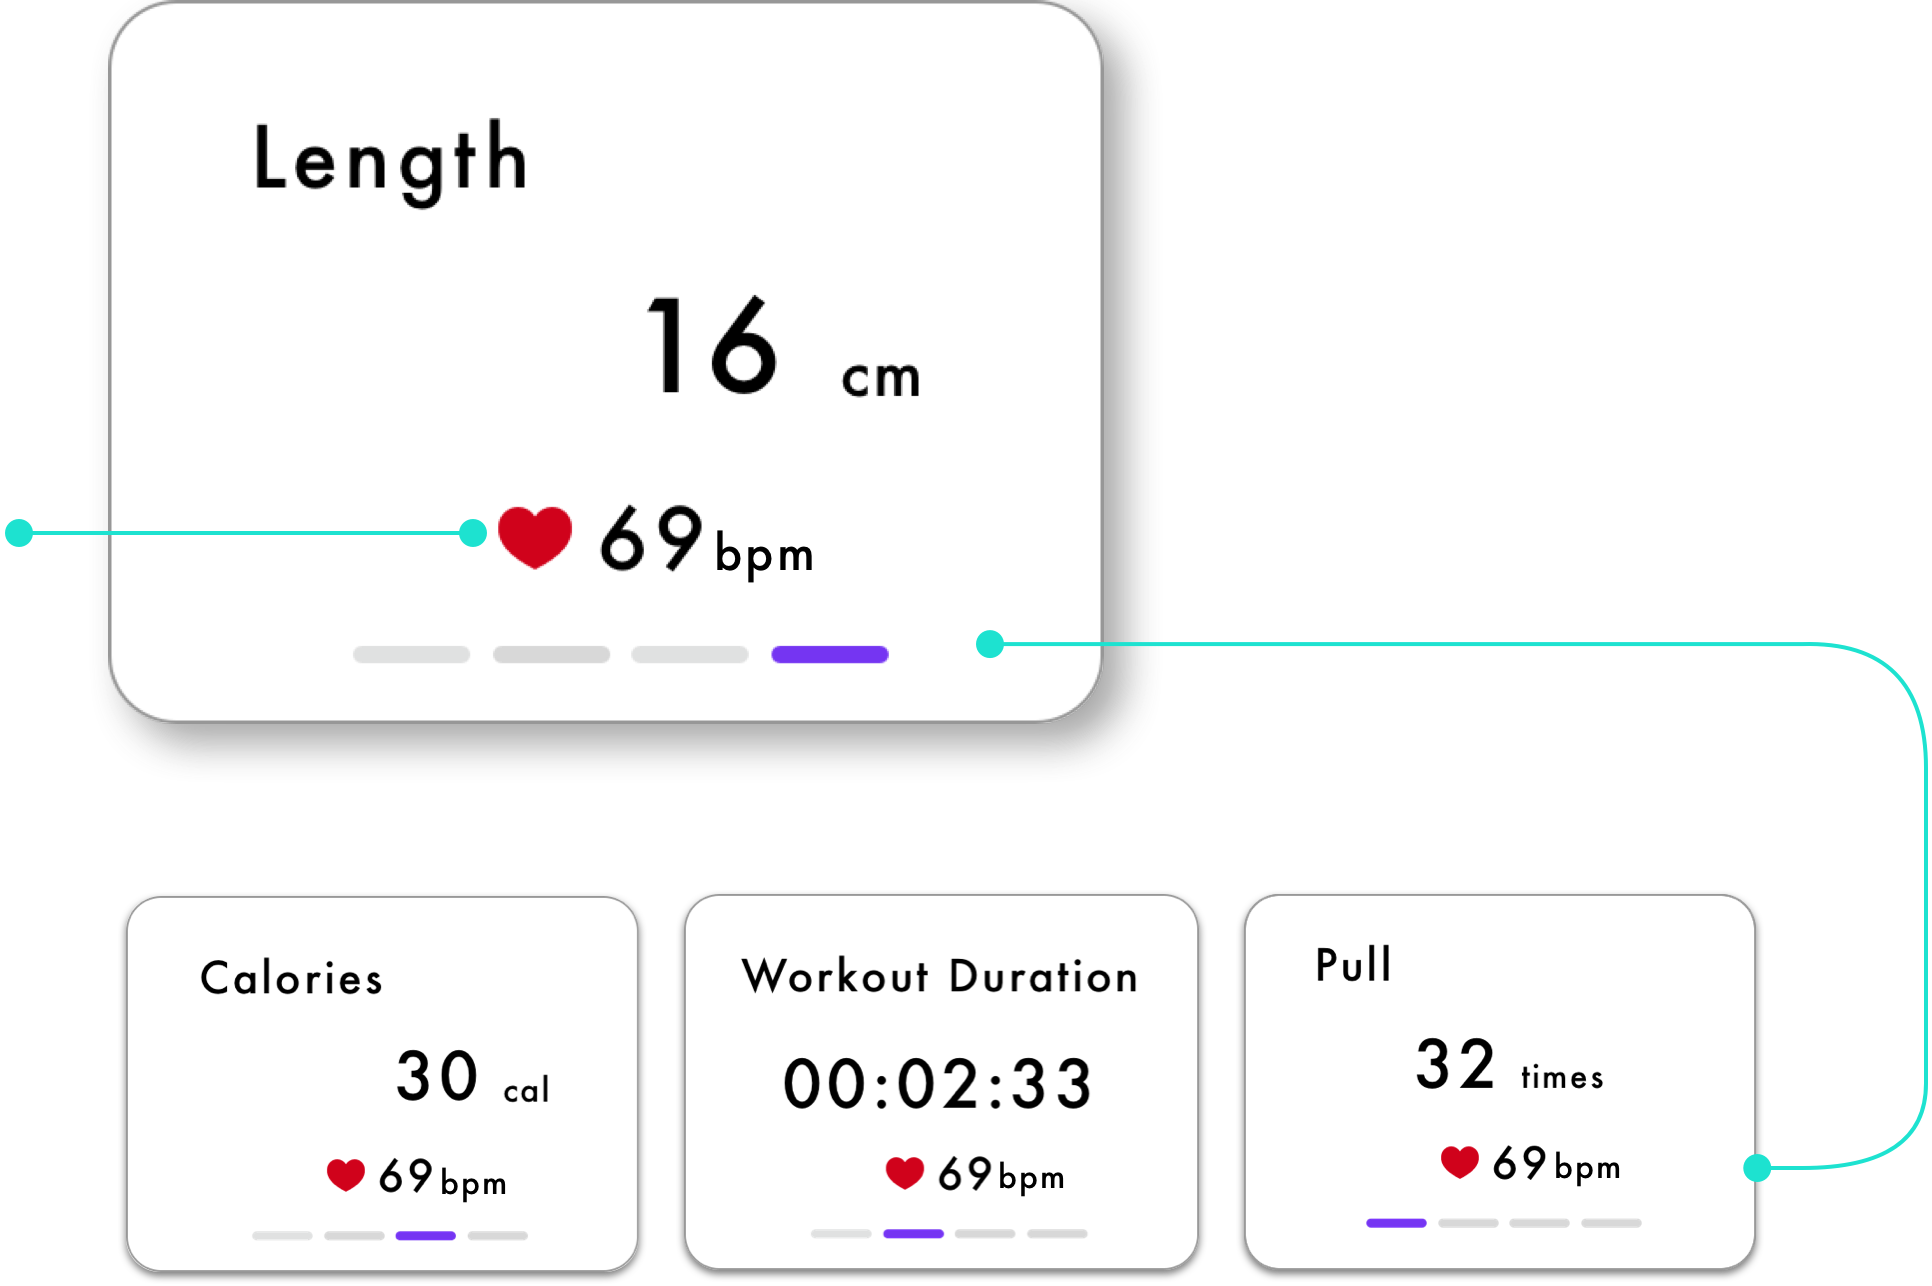 Length
16 cm
69 bpm
Calories
30 cal
69 bpm
Workout Duration
00:02:33
69 bpm
Pull
32 times
69 bpm